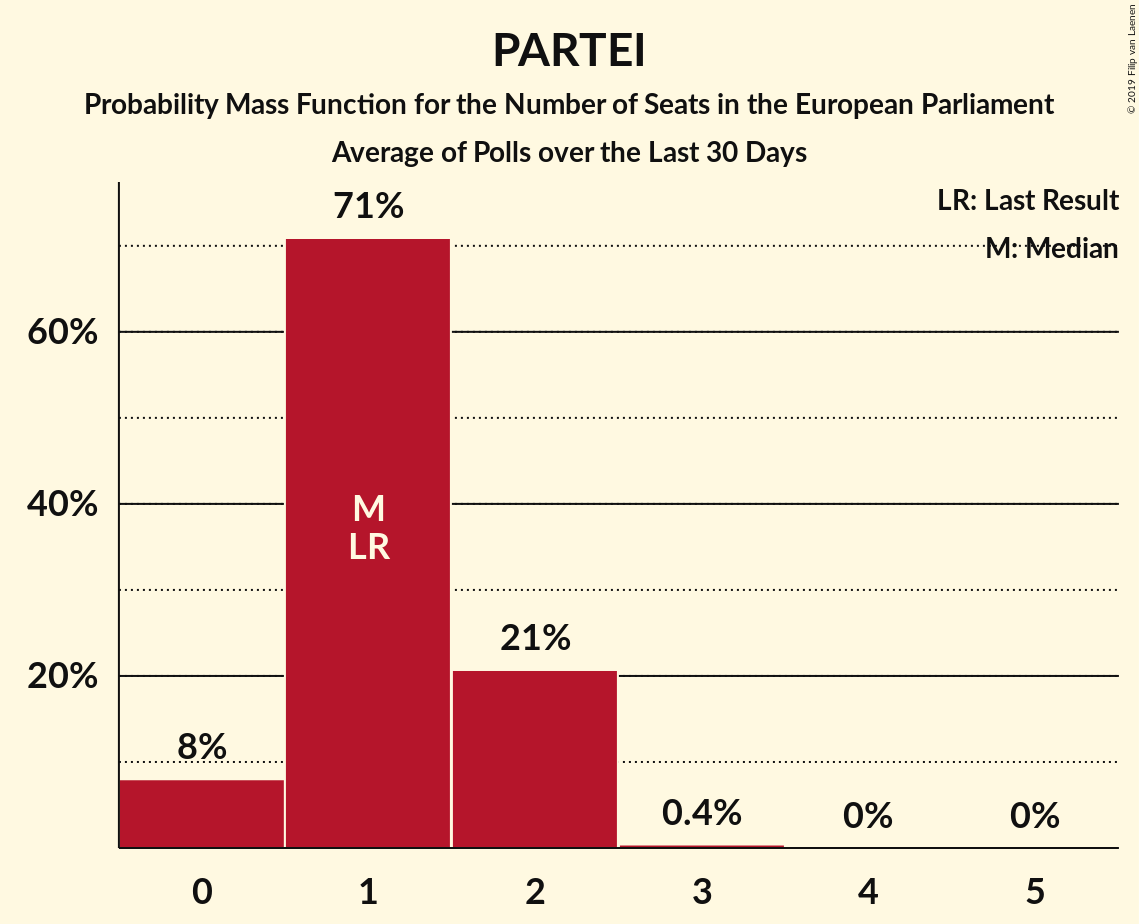 PARTEI
Probability Mass Function for the Number of Seats in the European Parliament
Average of Polls over the Last 30 Days
© 2019 Filip van Laenen
LR: Last Result
M: Median
71%
60%
M
LR
40%
21%
20%
8%
0.4%
0%
0%
0
1
2
3
4
5